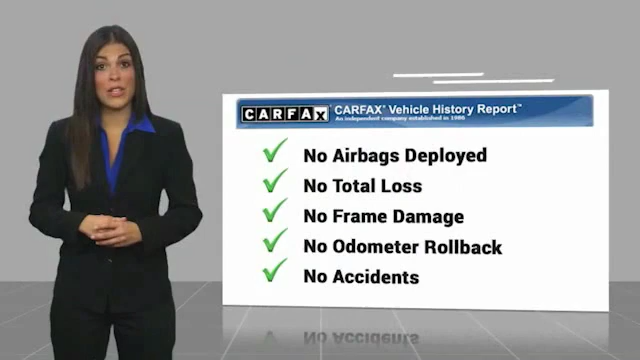 CARFAX CARFAX® Vehicle History Report™
An independent company established in 1986
No Airbags Deployed
No Total Loss
No Frame Damage
No Odometer Rollback
No Accidents